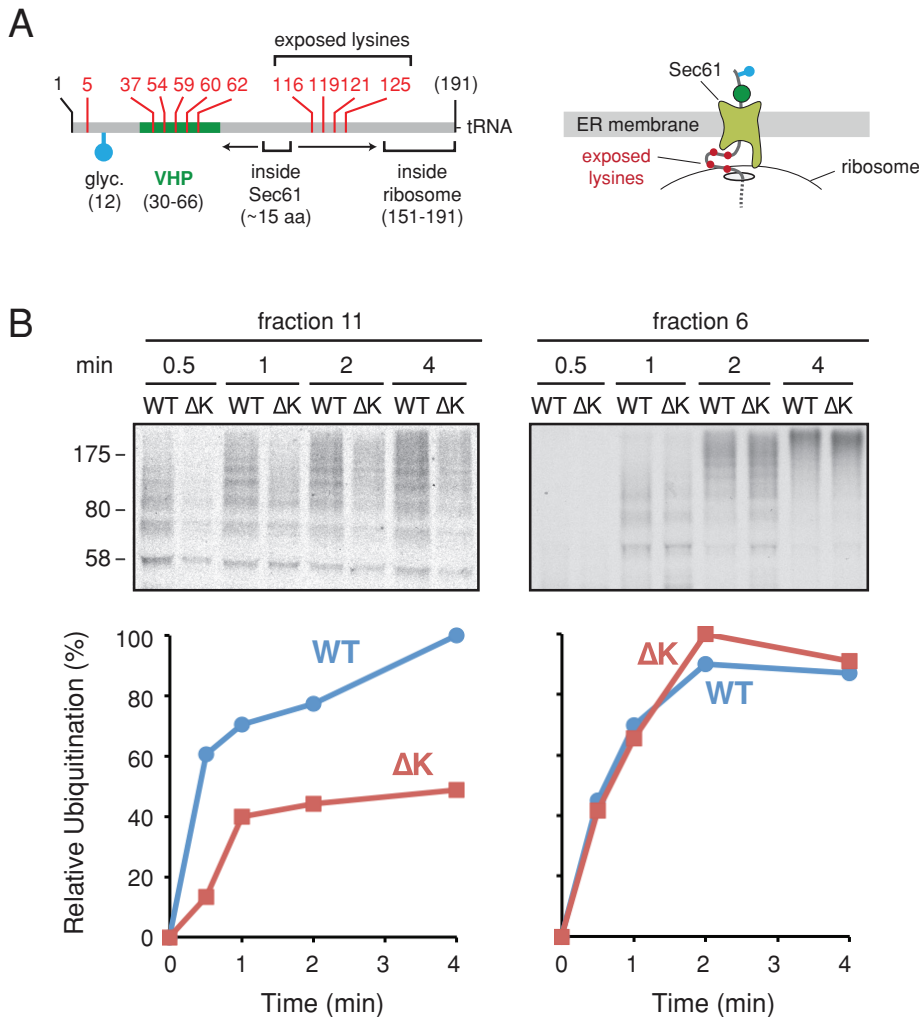 A
exposed lysines
1 5 37 54 59 60 62 116 119 121 125 (191)
tRNA
glyc.
(12)
VHP
(30-66)
inside
Sec61
(~15 aa)
inside
ribosome
(151-191)
Sec61
ER membrane
exposed
lysines
ribosome
B
fraction 11
fraction 6
min 0.5 1 2 4 0.5 1 2 4
WT ΔK WT ΔK WT ΔK WT ΔK WT ΔK WT ΔK WT ΔK WT ΔK
175
80
58
Relative Ubiquitination (%)
100
80
60
40
20
0
WT
ΔK
0 1 2 3 4
Time (min)
ΔK
WT
0 1 2 3 4
Time (min)